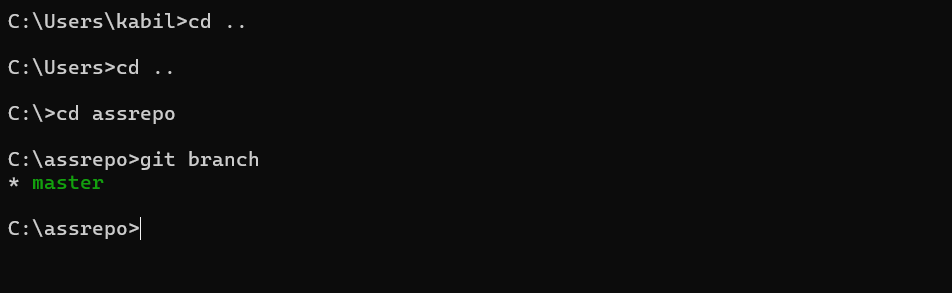 C:\Users\kabil>cd ..
C:\Users>cd ..
C:\>cd assrepo
C:\assrepo>git branch
* master
C:\assrepo>